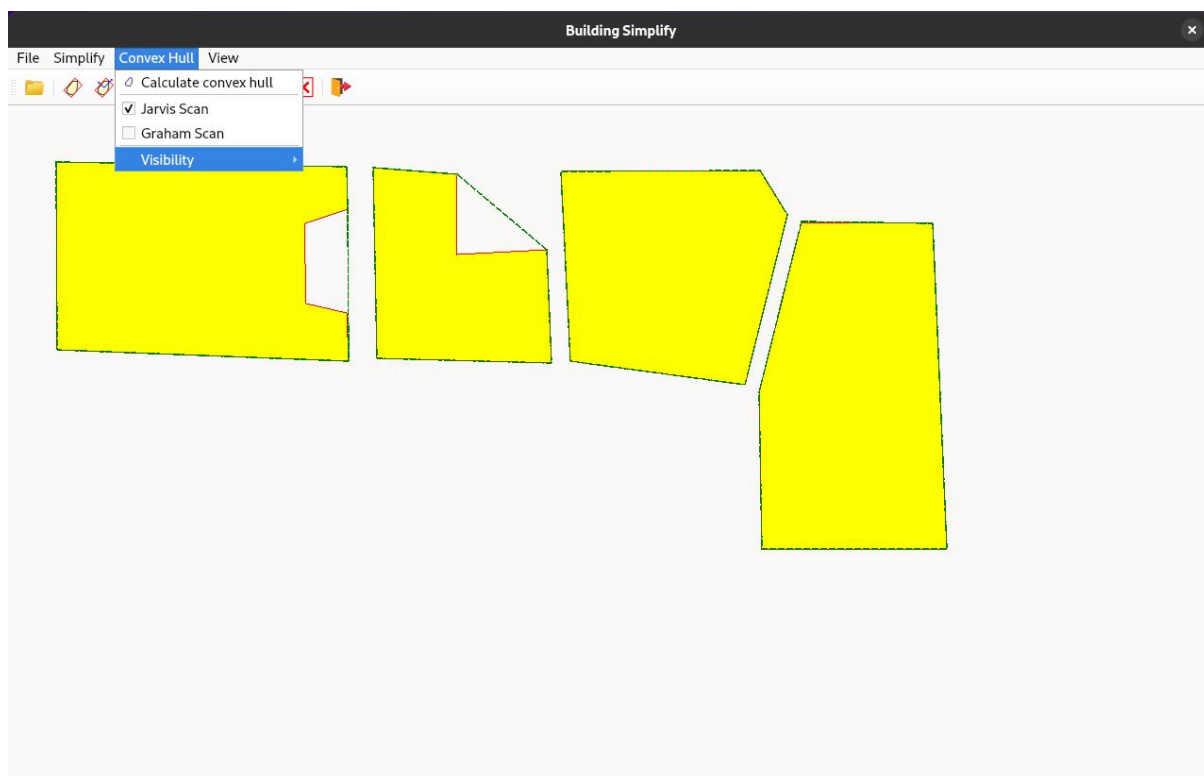 Building Simplify
File Simplify Convex Hull View
Calculate convex hull
Jarvis Scan
Graham Scan
Visibility